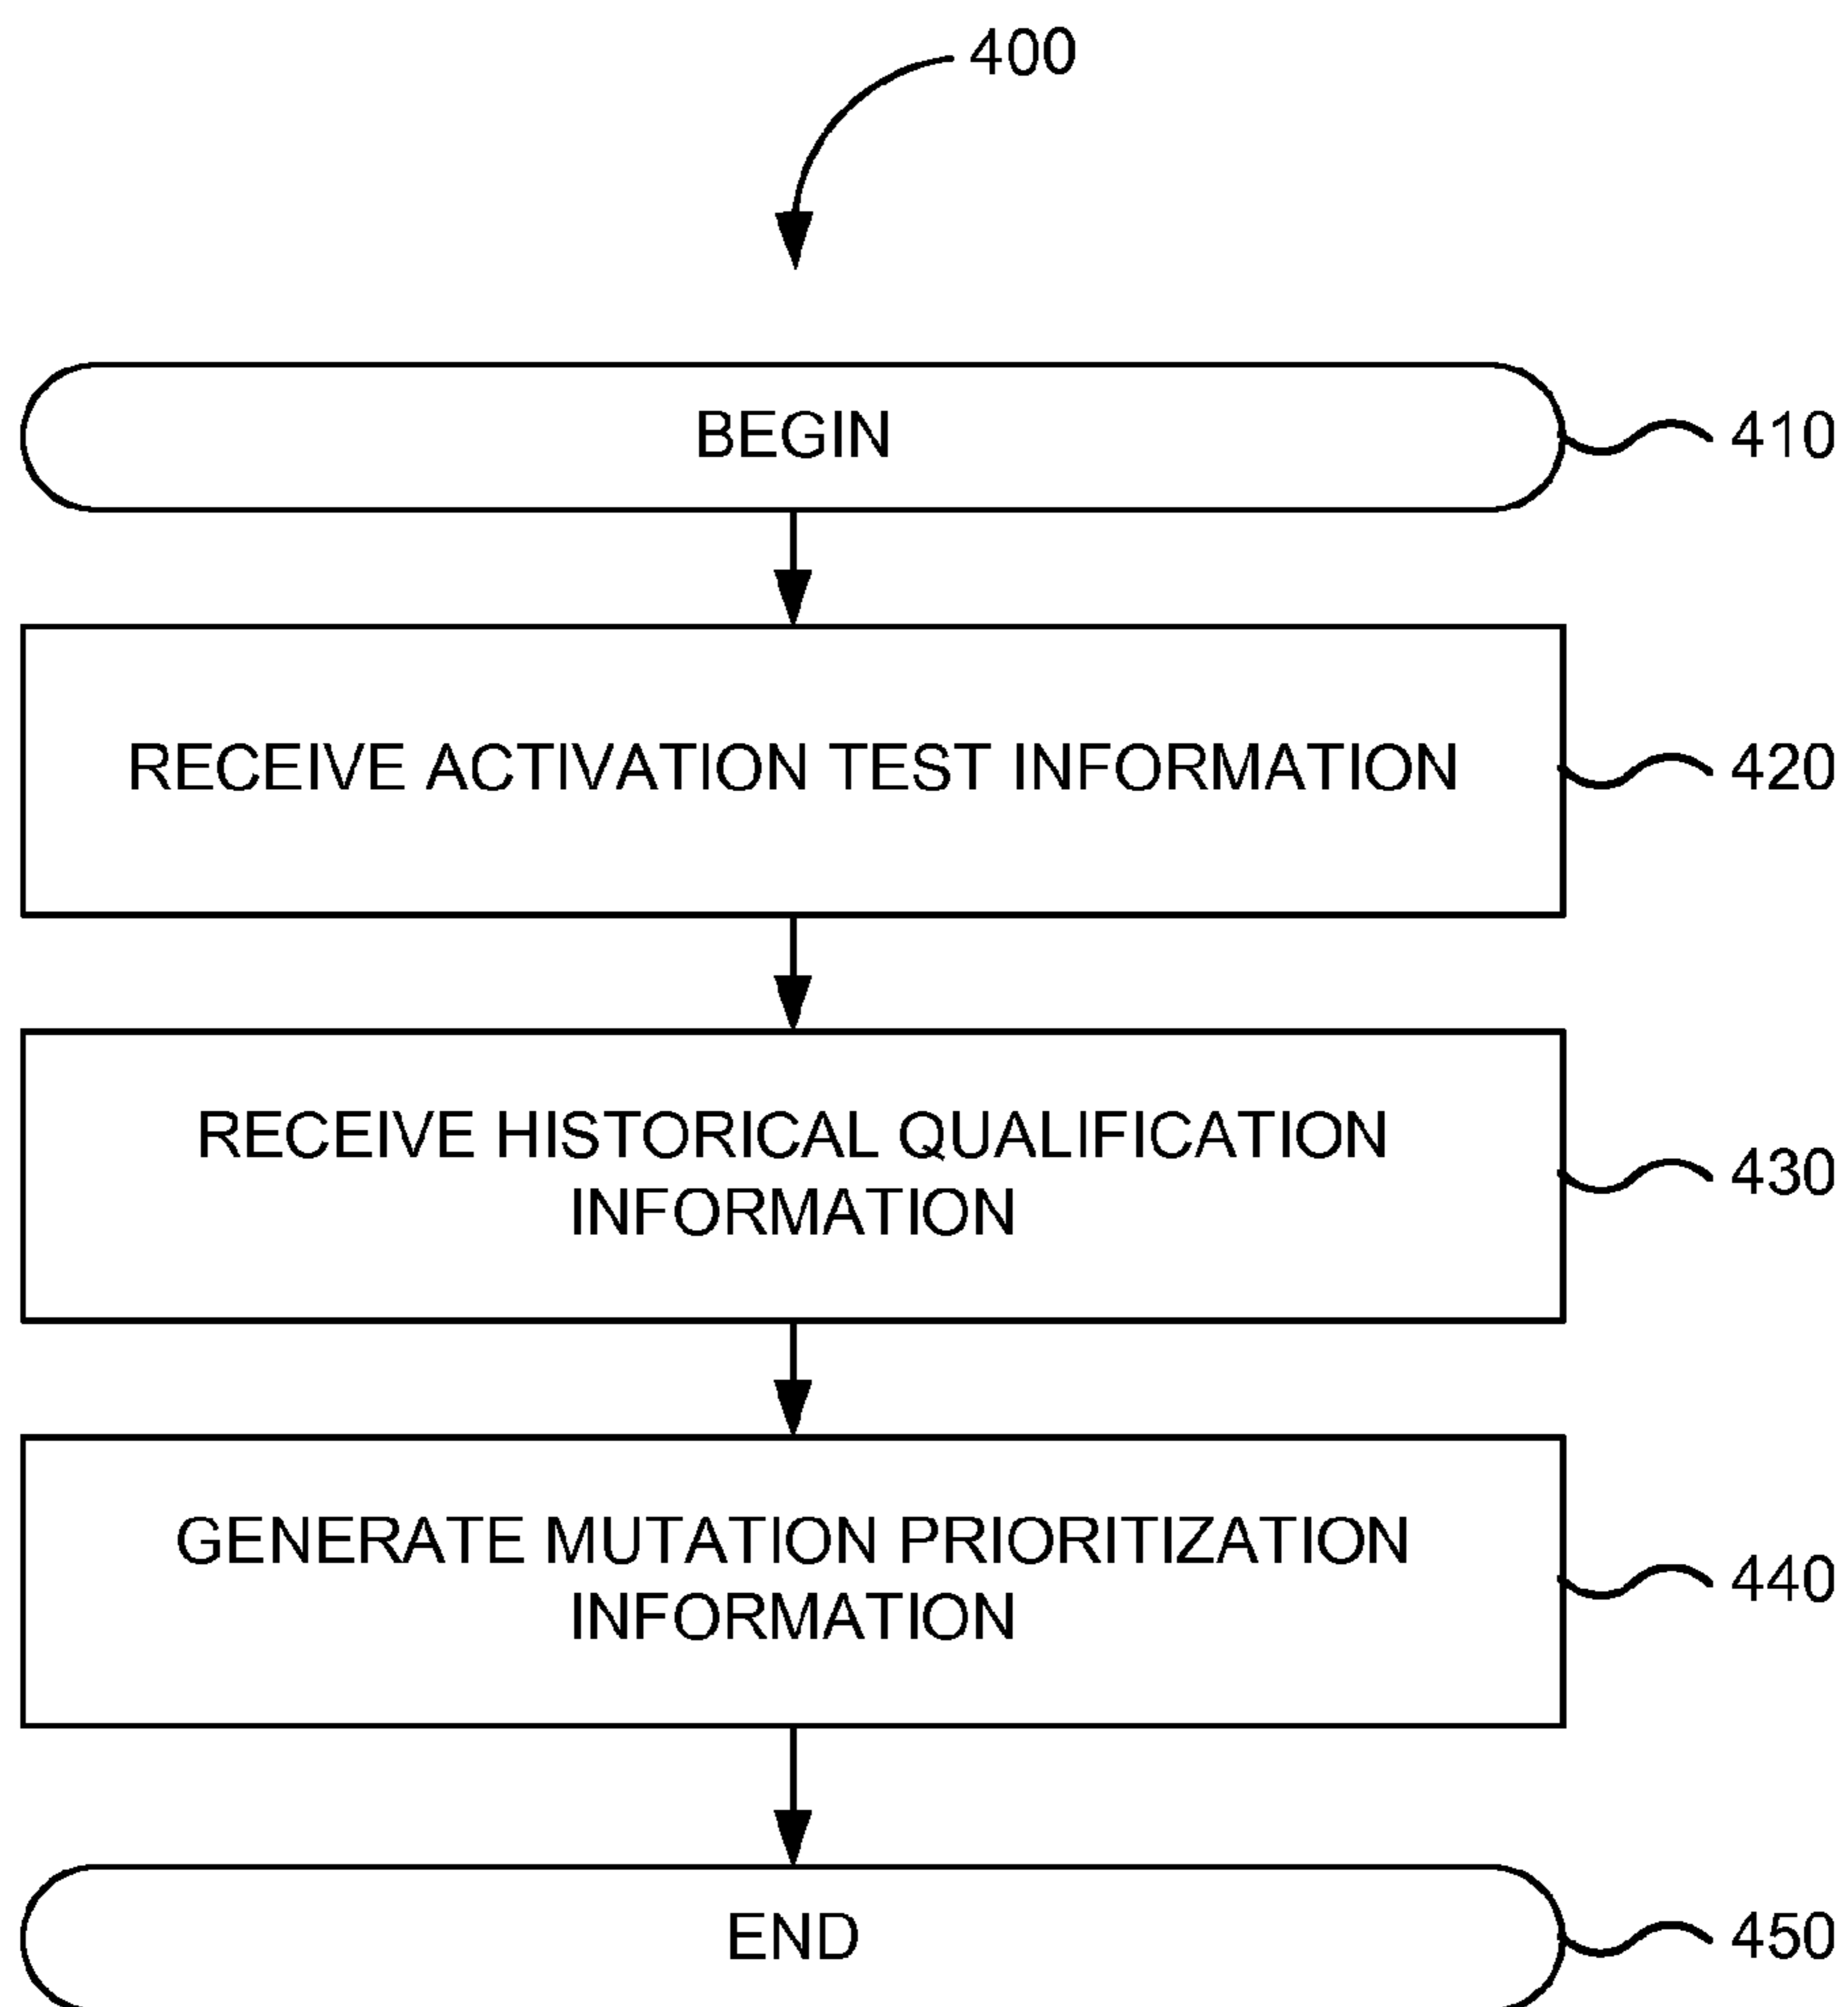 400
BEGIN
410
RECEIVE ACTIVATION TEST INFORMATION
420
RECEIVE HISTORICAL QUALIFICATION
INFORMATION
430
GENERATE MUTATION PRIORITIZATION
INFORMATION
440
END
450